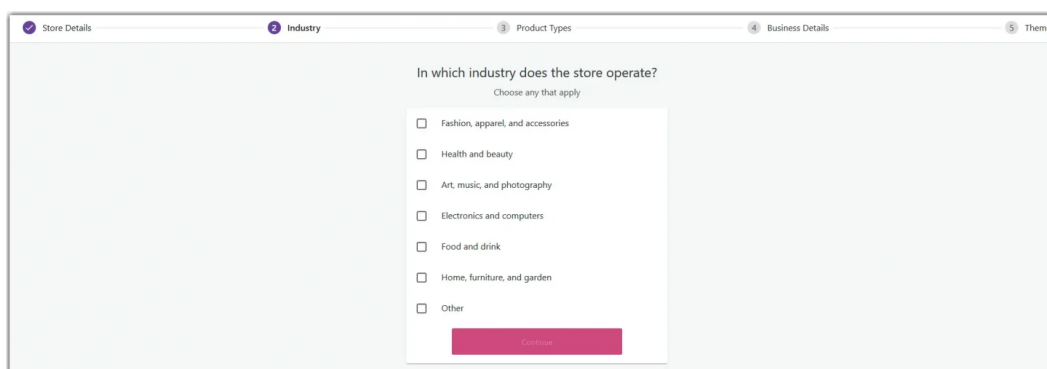 Store Details 2 Industry 3 Product Types 4 Business Details 5 Them
In which industry does the store operate?
Choose any that apply
Fashion, apparel, and accessories
Health and beauty
Art, music, and photography
Electronics and computers
Food and drink
Home, furniture, and garden
Other
Continue